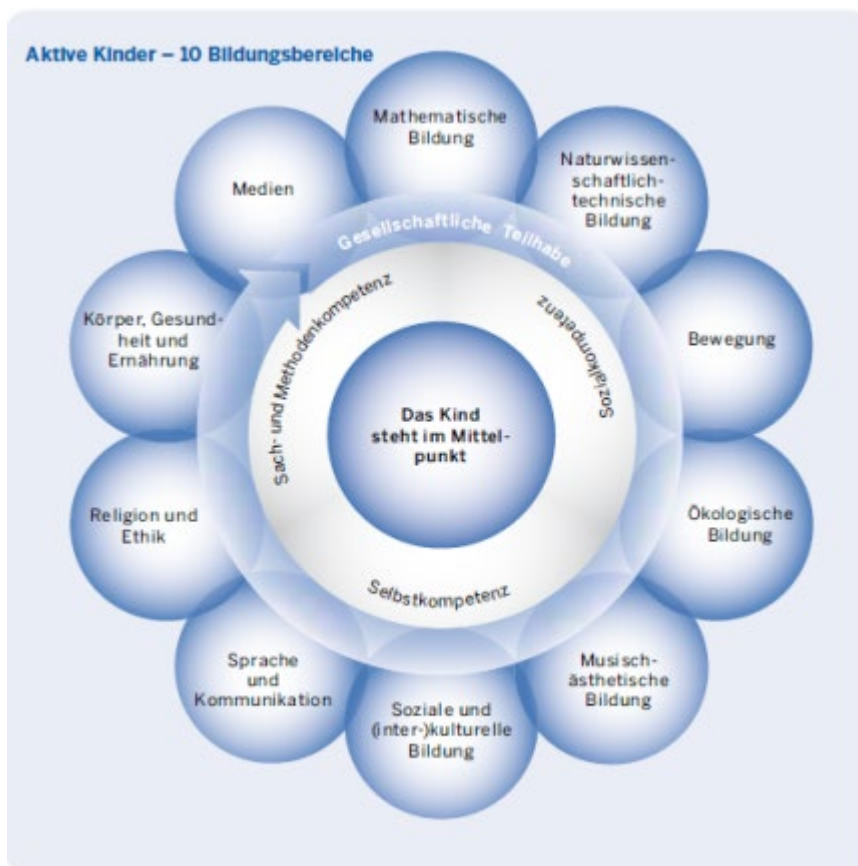 Aktive Kinder – 10 Bildungsbereiche
Mathematische
Bildung
Naturwissen-
schaftlich-
technische
Bildung
Bewegung
Ökologische
Bildung
Musisch-
ästhetische
Bildung
Soziale und
(inter-)kulturelle
Bildung
Sprache
und
Kommunikation
Religion und
Ethik
Körper, Gesund-
heit und
Ernährung
Medien
Gesellschaftliche Teilhabe
Sach- und Methodenkompetenz
Sozialkompetenz
Selbstkompetenz
Das Kind
steht im Mittel-
punkt